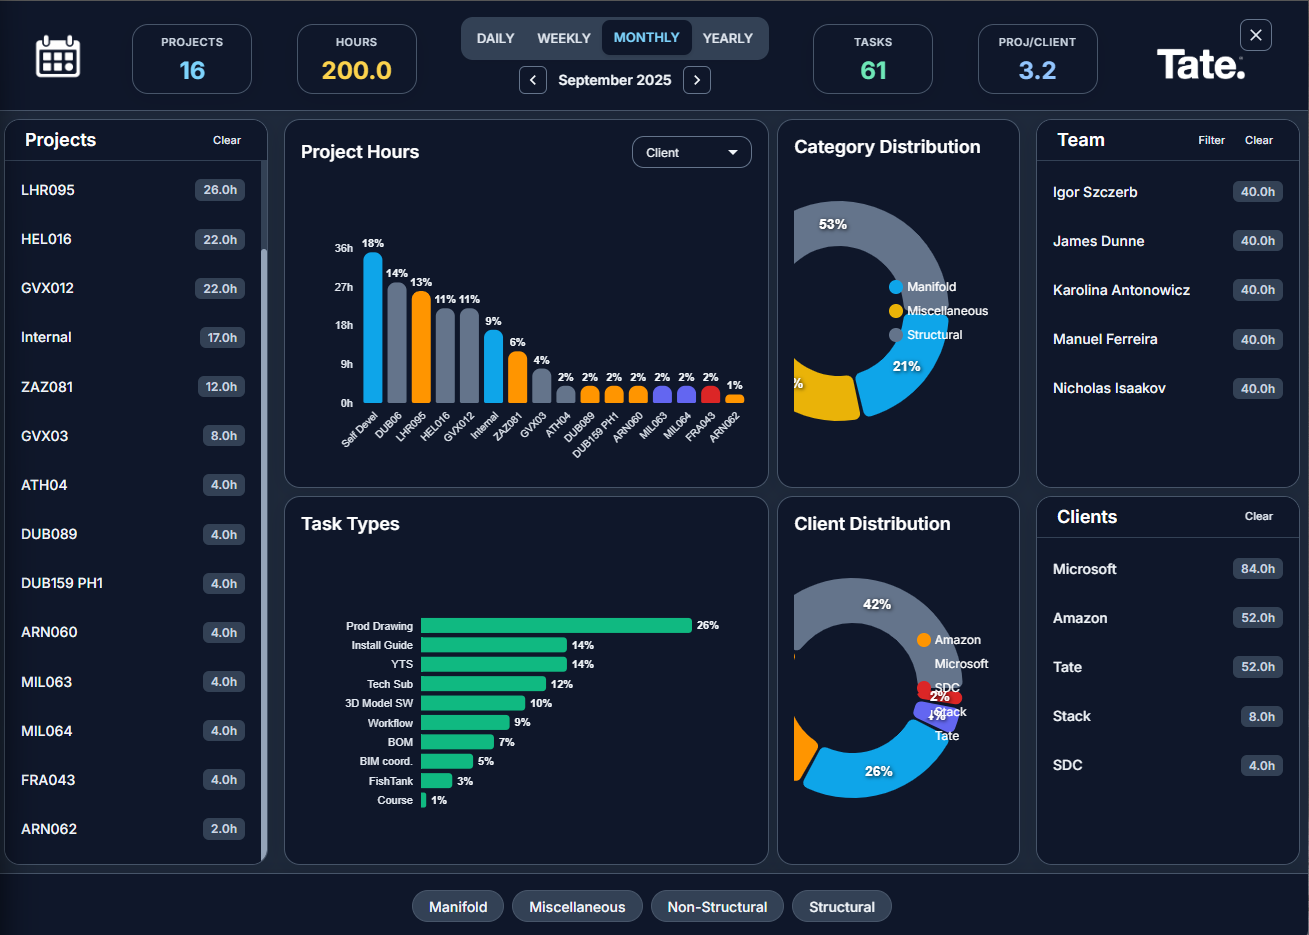 PROJECTS
16
HOURS
200.0
DAILY WEEKLY MONTHLY YEARLY
September 2025
TASKS
61
PROJ/CLIENT
3.2
Tate.
Projects Clear
LHR095 26.0h
HEL016 22.0h
GVX012 22.0h
Internal 17.0h
ZAZ081 12.0h
GVX03 8.0h
ATH04 4.0h
DUB089 4.0h
DUB159 PH1 4.0h
ARN060 4.0h
MIL063 4.0h
MIL064 4.0h
FRA043 4.0h
ARN062 2.0h
Project Hours Client
36h
27h
18h
9h
0h
18% 14% 13% 11% 11% 9% 6% 4% 2% 2% 2% 2% 2% 2% 2% 1%
Self Devel DUB06 LHR095 HEL016 GVX012 Internal ZAZ081 GVX03 ATH04 DUB089 DUB159 PH1 ARN060 MIL063 MIL064 FRA043 ARN062
Category Distribution
53%
Manifold
Miscellaneous
Structural
21%
%
Team Filter Clear
Igor Szczerb 40.0h
James Dunne 40.0h
Karolina Antonowicz 40.0h
Manuel Ferreira 40.0h
Nicholas Isaakov 40.0h
Task Types
Prod Drawing 26%
Install Guide 14%
YTS 14%
Tech Sub 12%
3D Model SW 10%
Workflow 9%
BOM 7%
BIM coord. 5%
FishTank 3%
Course 1%
Client Distribution
42%
Amazon
Microsoft
SDC
2%
Stack
Tate
26%
Clients Clear
Microsoft 84.0h
Amazon 52.0h
Tate 52.0h
Stack 8.0h
SDC 4.0h
Manifold Miscellaneous Non-Structural Structural